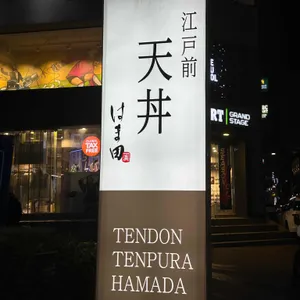 江戸前
天丼
はま田
TENDON
TENPURA
HAMADA
TAX
FREE
RT
GRAND
STAGE